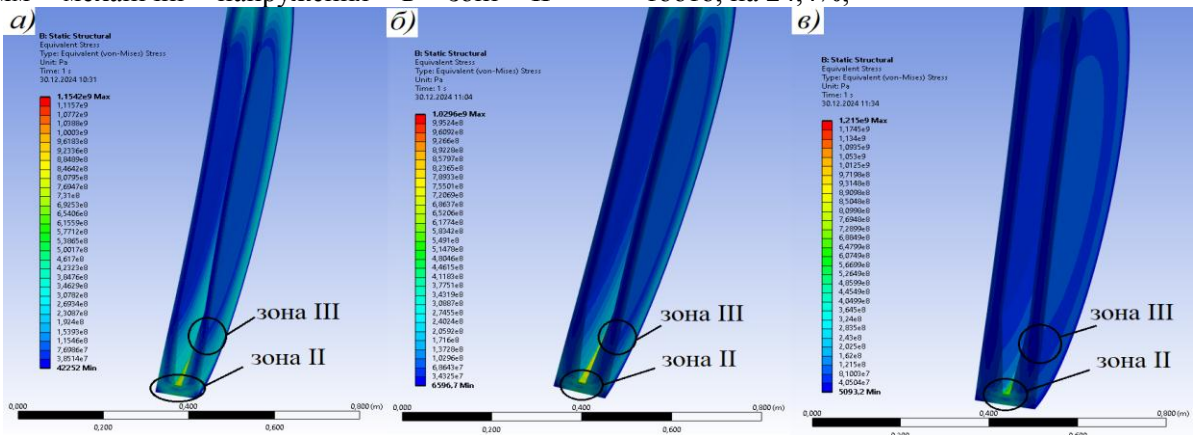 механічні напруження в зоні II
на 24,4%,
а)
B: Static Structural
Equivalent Stress
Type: Equivalent (von-Mises) Stress
Unit: Pa
Time: 1 s
30.12.2024 10:31
1,1542e9 Max
1,1157e9
1,0772e9
1,0388e9
1,0003e9
9,6183e8
9,2336e8
8,8489e8
8,4642e8
8,0795e8
7,6947e8
7,31e8
6,9253e8
6,5406e8
6,1559e8
5,7712e8
5,3865e8
5,0017e8
4,617e8
4,2323e8
3,8476e8
3,4629e8
3,0782e8
2,6934e8
2,3087e8
1,924e8
1,5393e8
1,1546e8
7,6986e7
3,8514e7
42252 Min
зона III
зона II
0,000
0,400
0,800 (m)
0,200
0,600
б)
B: Static Structural
Equivalent Stress
Type: Equivalent (von-Mises) Stress
Unit: Pa
Time: 1 s
30.12.2024 11:04
1,0296e9 Max
9,9524e8
9,6092e8
9,266e8
8,9228e8
8,5797e8
8,2365e8
7,8933e8
7,5501e8
7,2069e8
6,8637e8
6,5206e8
6,1774e8
5,8342e8
5,491e8
5,1478e8
4,8046e8
4,4615e8
4,1183e8
3,7751e8
3,4319e8
3,0887e8
2,7455e8
2,4024e8
2,0592e8
1,716e8
1,3728e8
1,0296e8
6,8643e7
3,4325e7
6596,7 Min
зона III
зона II
0,000
0,400
0,800 (m)
0,200
0,600
в)
B: Static Structural
Equivalent Stress
Type: Equivalent (von-Mises) Stress
Unit: Pa
Time: 1 s
30.12.2024 11:34
1,215e9 Max
1,1745e9
1,134e9
1,0935e9
1,053e9
1,0125e9
9,7198e8
9,3148e8
8,9098e8
8,5048e8
8,0998e8
7,6948e8
7,2899e8
6,8849e8
6,4799e8
6,0749e8
5,6699e8
5,2649e8
4,8599e8
4,4549e8
4,0499e8
3,645e8
3,24e8
2,835e8
2,43e8
2,025e8
1,62e8
1,215e8
8,1003e7
4,0504e7
5093,2 Min
зона III
зона II
0,000
0,400
0,800 (m)
0,200
0,600